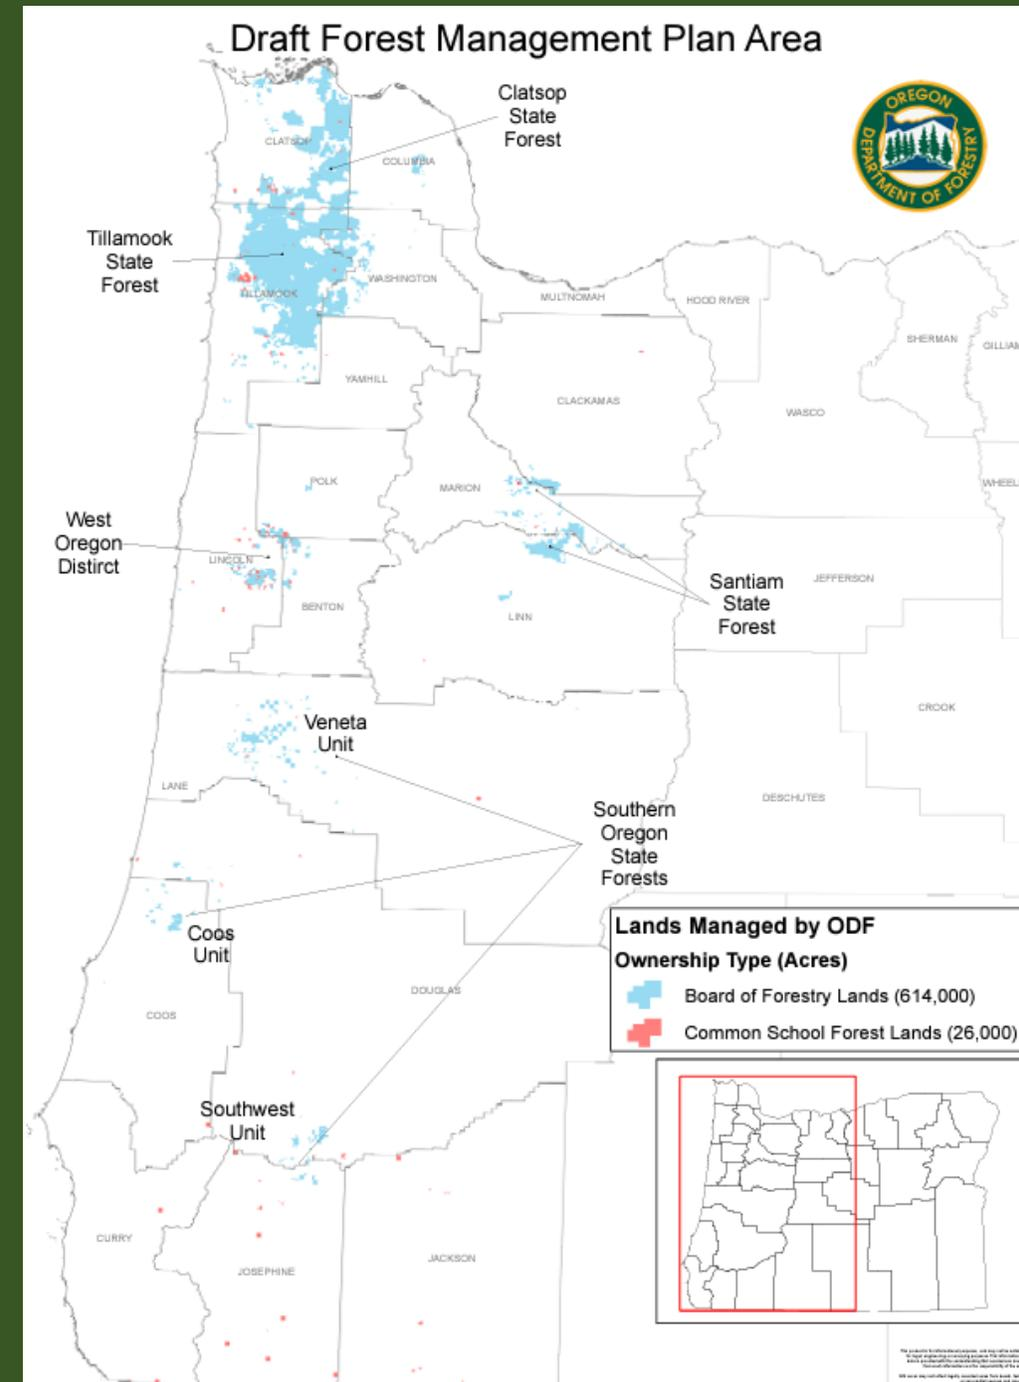 Draft Forest Management Plan Area
Clatsop
State
Forest
OREGON
DEPARTMENT OF FORESTRY
CLATSOP
COLUMBIA
Tillamook
State
Forest
TILLAMOOK
WASHINGTON
MULTNOMAH
HOOD RIVER
SHERMAN
GILLIAM
YAMHILL
CLACKAMAS
WASCO
POLK
MARION
WHEEL
West
Oregon
Distirct
LINCOLN
BENTON
LINN
Santiam
State
Forest
JEFFERSON
CROOK
Veneta
Unit
LANE
DESCHUTES
Southern
Oregon
State
Forests
Coos
Unit
DOUGLAS
COOS
Lands Managed by ODF
Ownership Type (Acres)
Board of Forestry Lands (614,000)
Common School Forest Lands (26,000)
Southwest
Unit
CURRY
JOSEPHINE
JACKSON